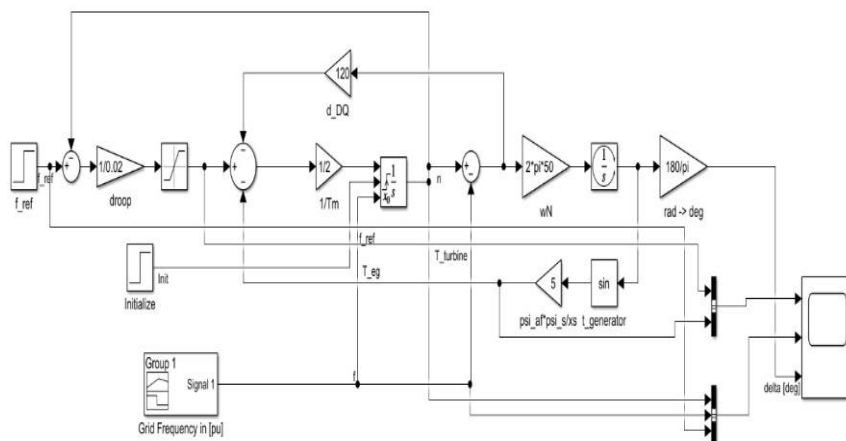 120
d_DQ
f_ref
f_ref
+
-
1/0.02
droop
-
+
-
1/2
1/Tm
1
s
x0
n
+
-
2*pi*50
wN
1
s
180/pi
rad -> deg
f_ref
T_turbine
Init
Initialize
T_eg
5
sin
psi_af*psi_s/xs
t_generator
Group 1
Signal 1
Grid Frequency in [pu]
f
delta [deg]